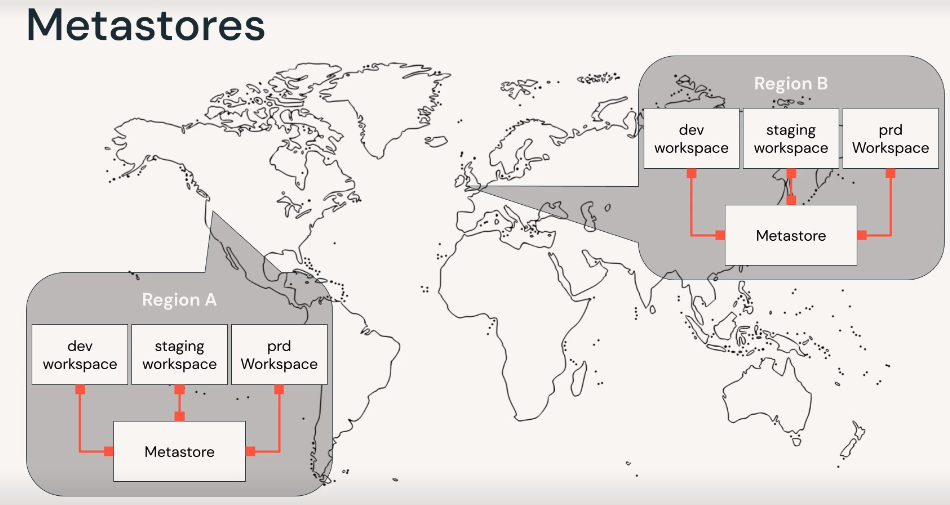 Metastores
Region B
dev
workspace
staging
workspace
prd
Workspace
Metastore
Region A
dev
workspace
staging
workspace
prd
Workspace
Metastore